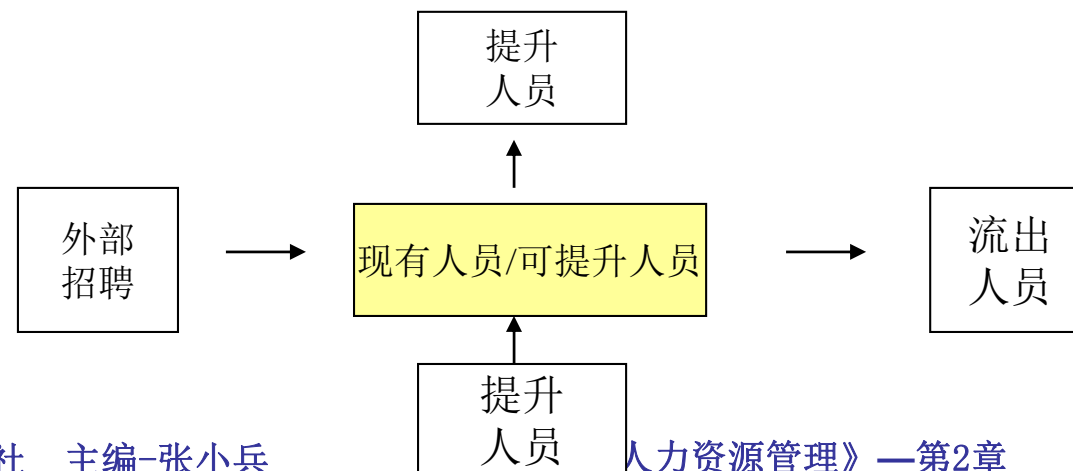 提升
人员
外部
招聘
现有人员/可提升人员
流出
人员
提升
人员
社 主编-张小兵
人力资源管理》—第2章